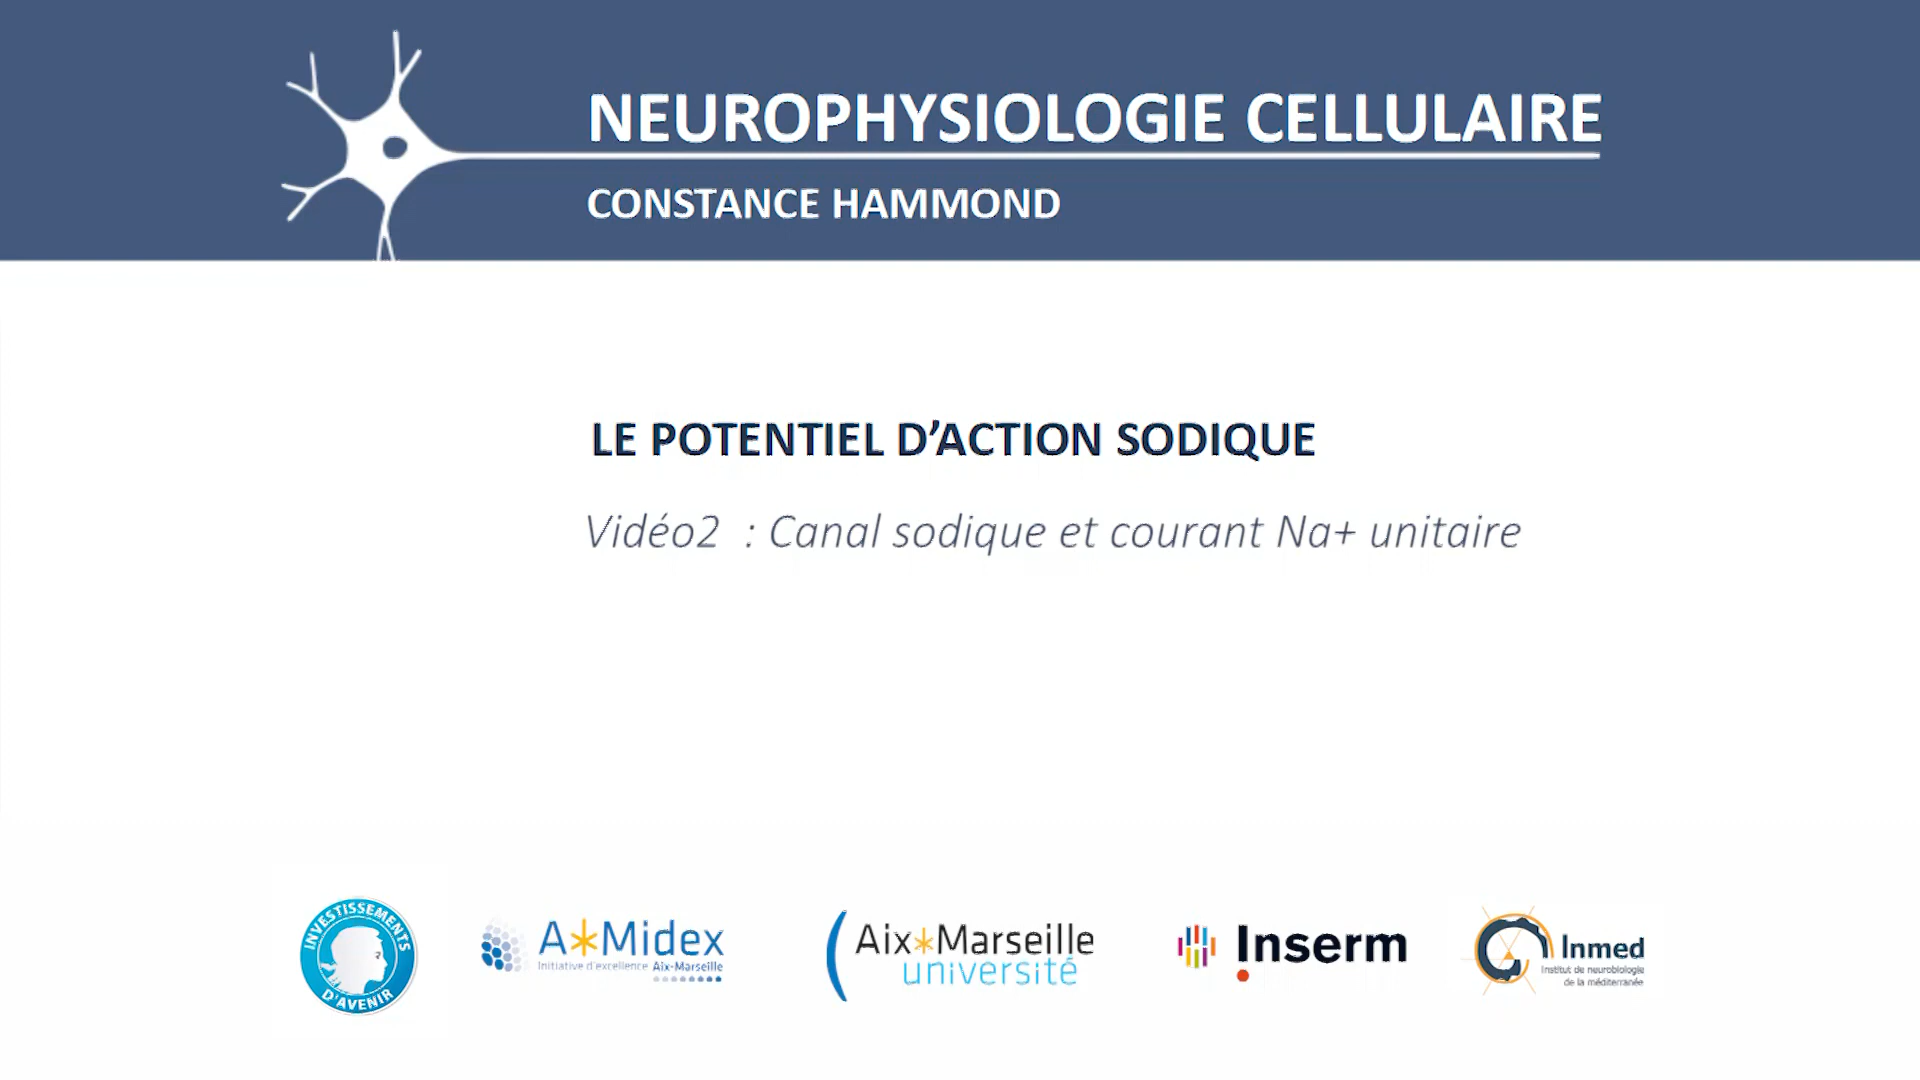 NEUROPHYSIOLOGIE CELLULAIRE
CONSTANCE HAMMOND
LE POTENTIEL D’ACTION SODIQUE
Vidéo2 : Canal sodique et courant Na+ unitaire
INVESTISSEMENTS
D'AVENIR
A*Midex
Initiative d'excellence Aix-Marseille
Aix*Marseille
université
Inserm
Inmed
Institut de neurobiologie
de la méditerranée